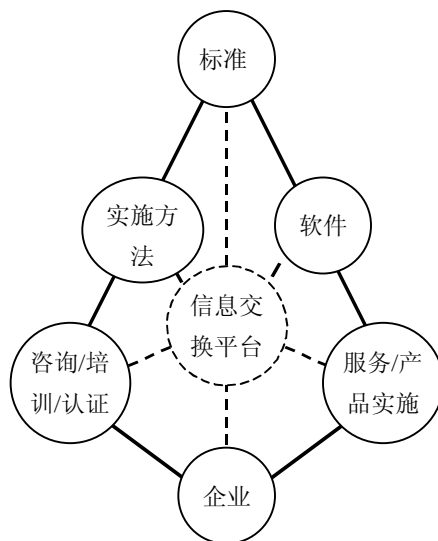 标准
实施方
法
软件
信息交
换平台
咨询/培
训/认证
服务/产
品实施
企业